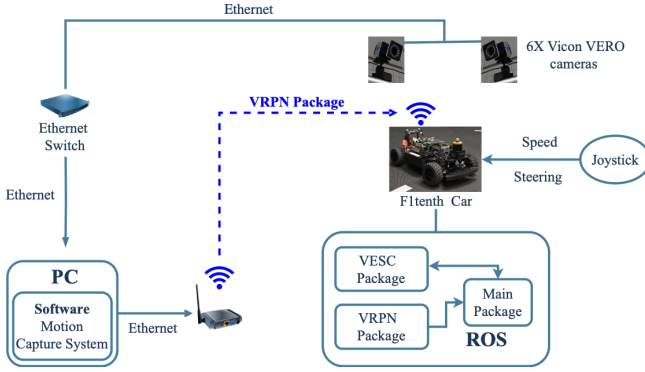 Ethernet
6X Vicon VERO
cameras
VRPN Package
Ethernet
Switch
Speed
Steering
Joystick
Ethernet
F1tenth Car
PC
Software
Motion
Capture System
Ethernet
VESC
Package
VRPN
Package
Main
Package
ROS